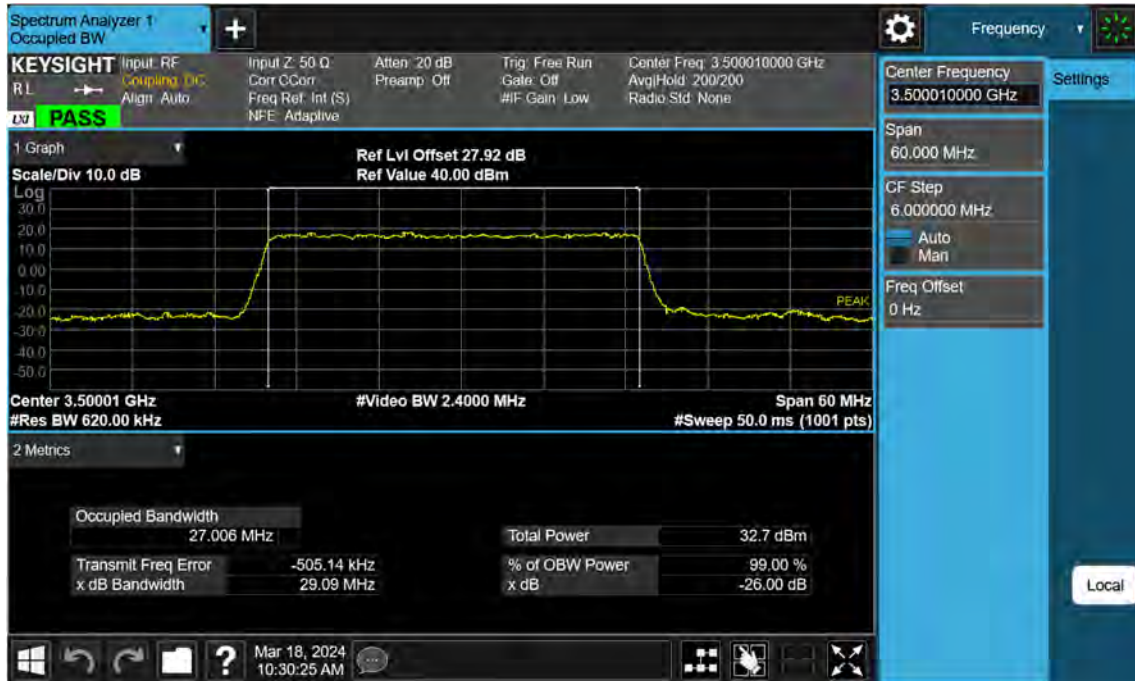 Spectrum Analyzer 1
Occupied BW
+
Frequency
KEYSIGHT
RL
LXI
PASS
Input: RF
Coupling: DC
Align: Auto
Input Z: 50 Ω
Corr CCorr
Freq Ref: Int (S)
NFE: Adaptive
Atten: 20 dB
Preamp: Off
Trig: Free Run
Gate: Off
#IF Gain: Low
Center Freq: 3.500010000 GHz
Avg|Hold: 200/200
Radio Std: None
Center Frequency
3.500010000 GHz
Settings
Span
60.000 MHz
CF Step
6.000000 MHz
Auto
Man
Freq Offset
0 Hz
1 Graph
Scale/Div 10.0 dB
Ref Lvl Offset 27.92 dB
Ref Value 40.00 dBm
Log
30.0
20.0
10.0
0.00
-10.0
-20.0
-30.0
-40.0
-50.0
PEAK
Center 3.50001 GHz
#Video BW 2.4000 MHz
Span 60 MHz
#Res BW 620.00 kHz
#Sweep 50.0 ms (1001 pts)
2 Metrics
Occupied Bandwidth
27.006 MHz
Total Power 32.7 dBm
Transmit Freq Error -505.14 kHz
% of OBW Power 99.00 %
x dB Bandwidth 29.09 MHz
x dB -26.00 dB
Local
?
Mar 18, 2024
10:30:25 AM